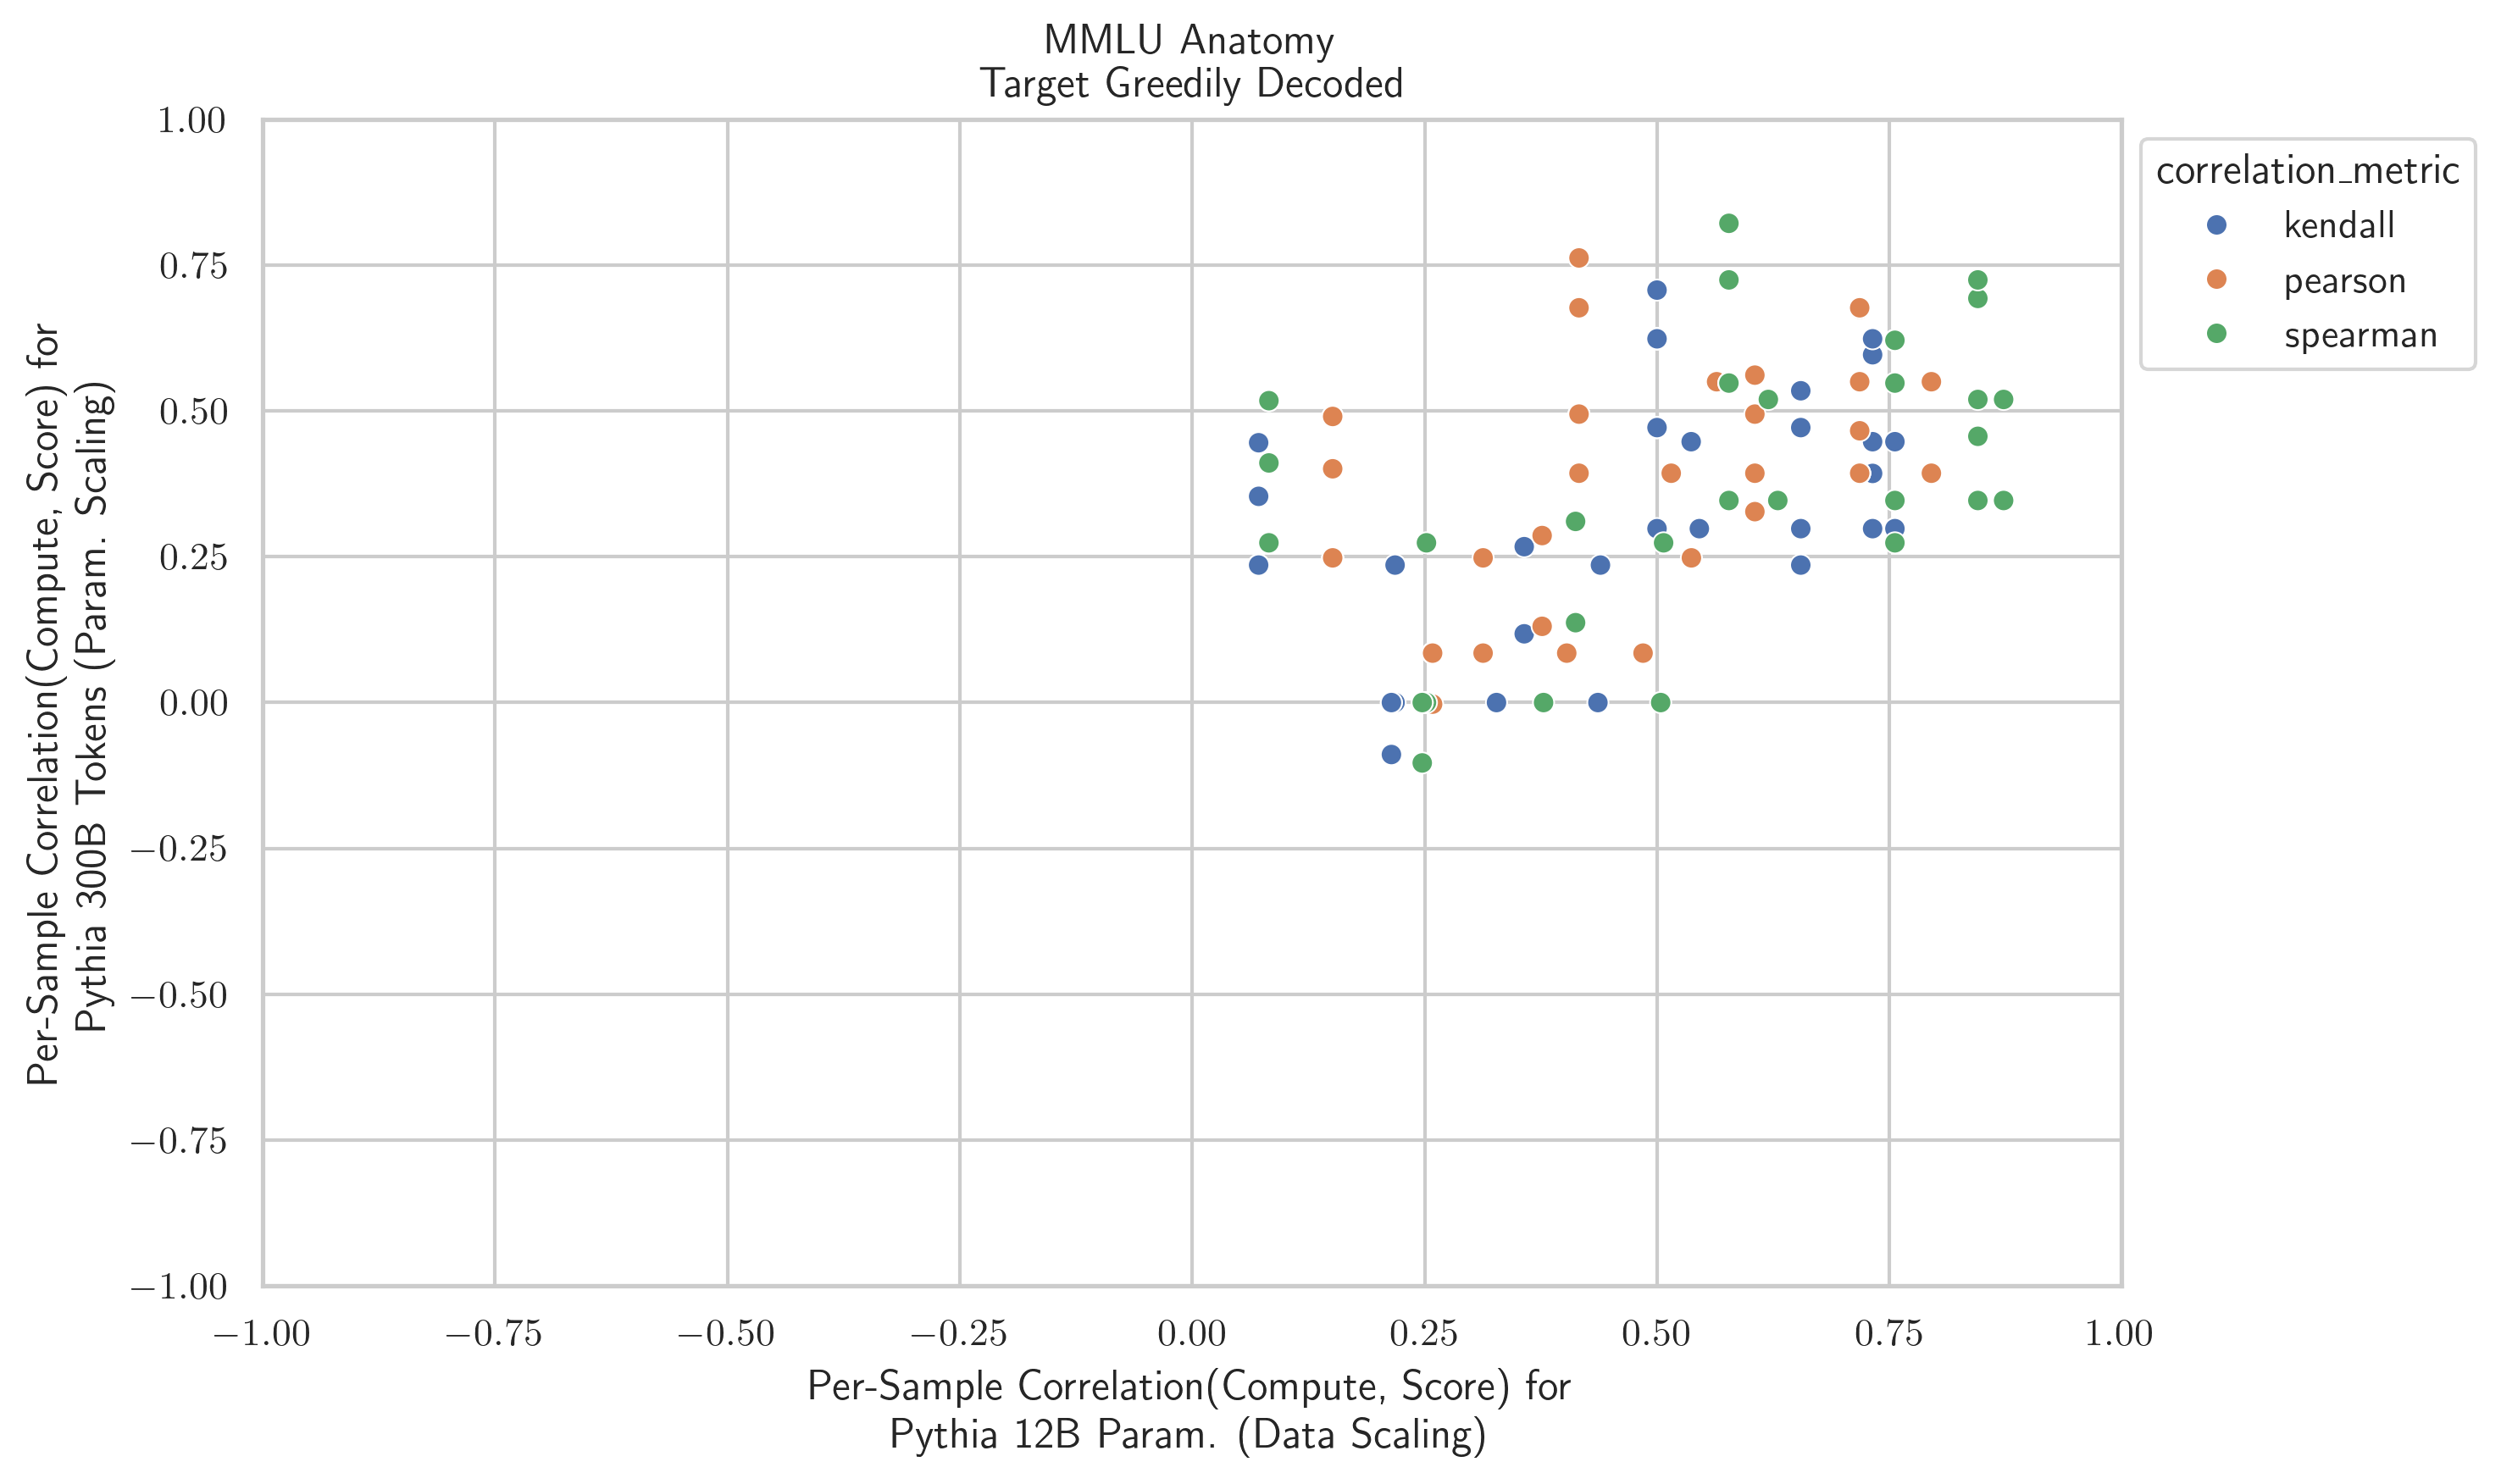 MMLU Anatomy
Target Greedily Decoded
1.00
0.75
0.50
0.25
0.00
−0.25
−0.50
−0.75
−1.00
Per-Sample Correlation(Compute, Score) for
Pythia 300B Tokens (Param. Scaling)
correlation_metric
kendall
pearson
spearman
−1.00 −0.75 −0.50 −0.25 0.00 0.25 0.50 0.75 1.00
Per-Sample Correlation(Compute, Score) for
Pythia 12B Param. (Data Scaling)